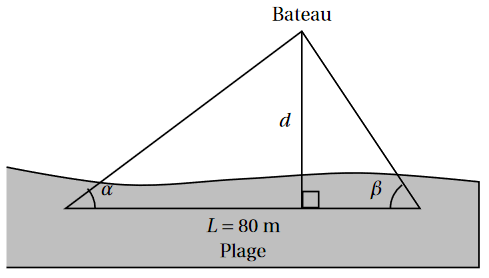 Bateau
d
α
β
L = 80 m
Plage